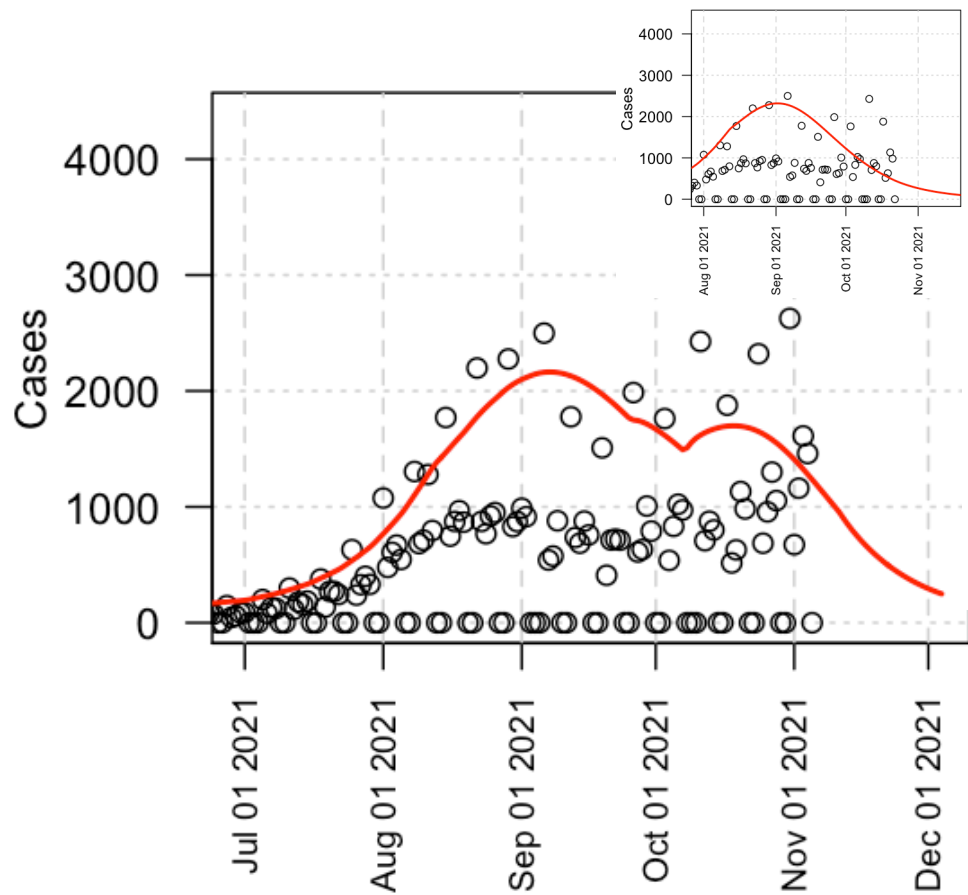 Cases
4000
3000
2000
1000
0
Jul 01 2021
Aug 01 2021
Sep 01 2021
Oct 01 2021
Nov 01 2021
Dec 01 2021
Cases
4000
3000
2000
1000
0
Aug 01 2021
Sep 01 2021
Oct 01 2021
Nov 01 2021